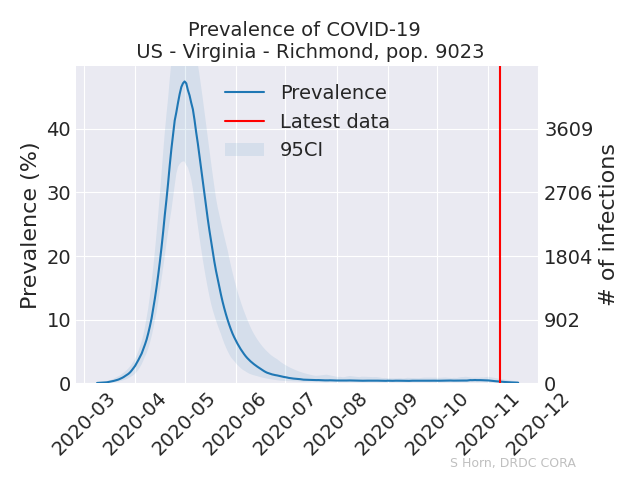 Prevalence of COVID-19
US - Virginia - Richmond, pop. 9023
Prevalence
Latest data
95CI
Prevalence (%)
40
30
20
10
0
3609
2706
1804
902
0
# of infections
2020-03
2020-04
2020-05
2020-06
2020-07
2020-08
2020-09
2020-10
2020-11
2020-12
S Horn, DRDC CORA